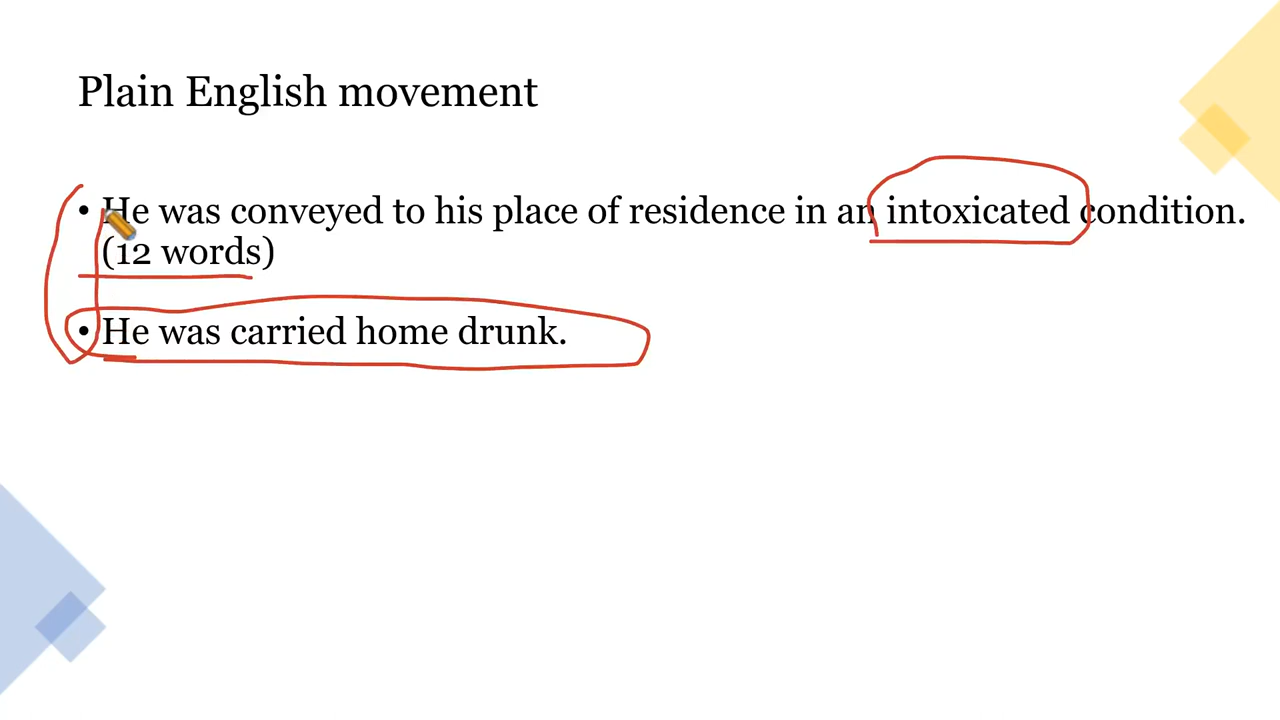 Plain English movement
• He was conveyed to his place of residence in an intoxicated condition.
(12 words)
• He was carried home drunk.